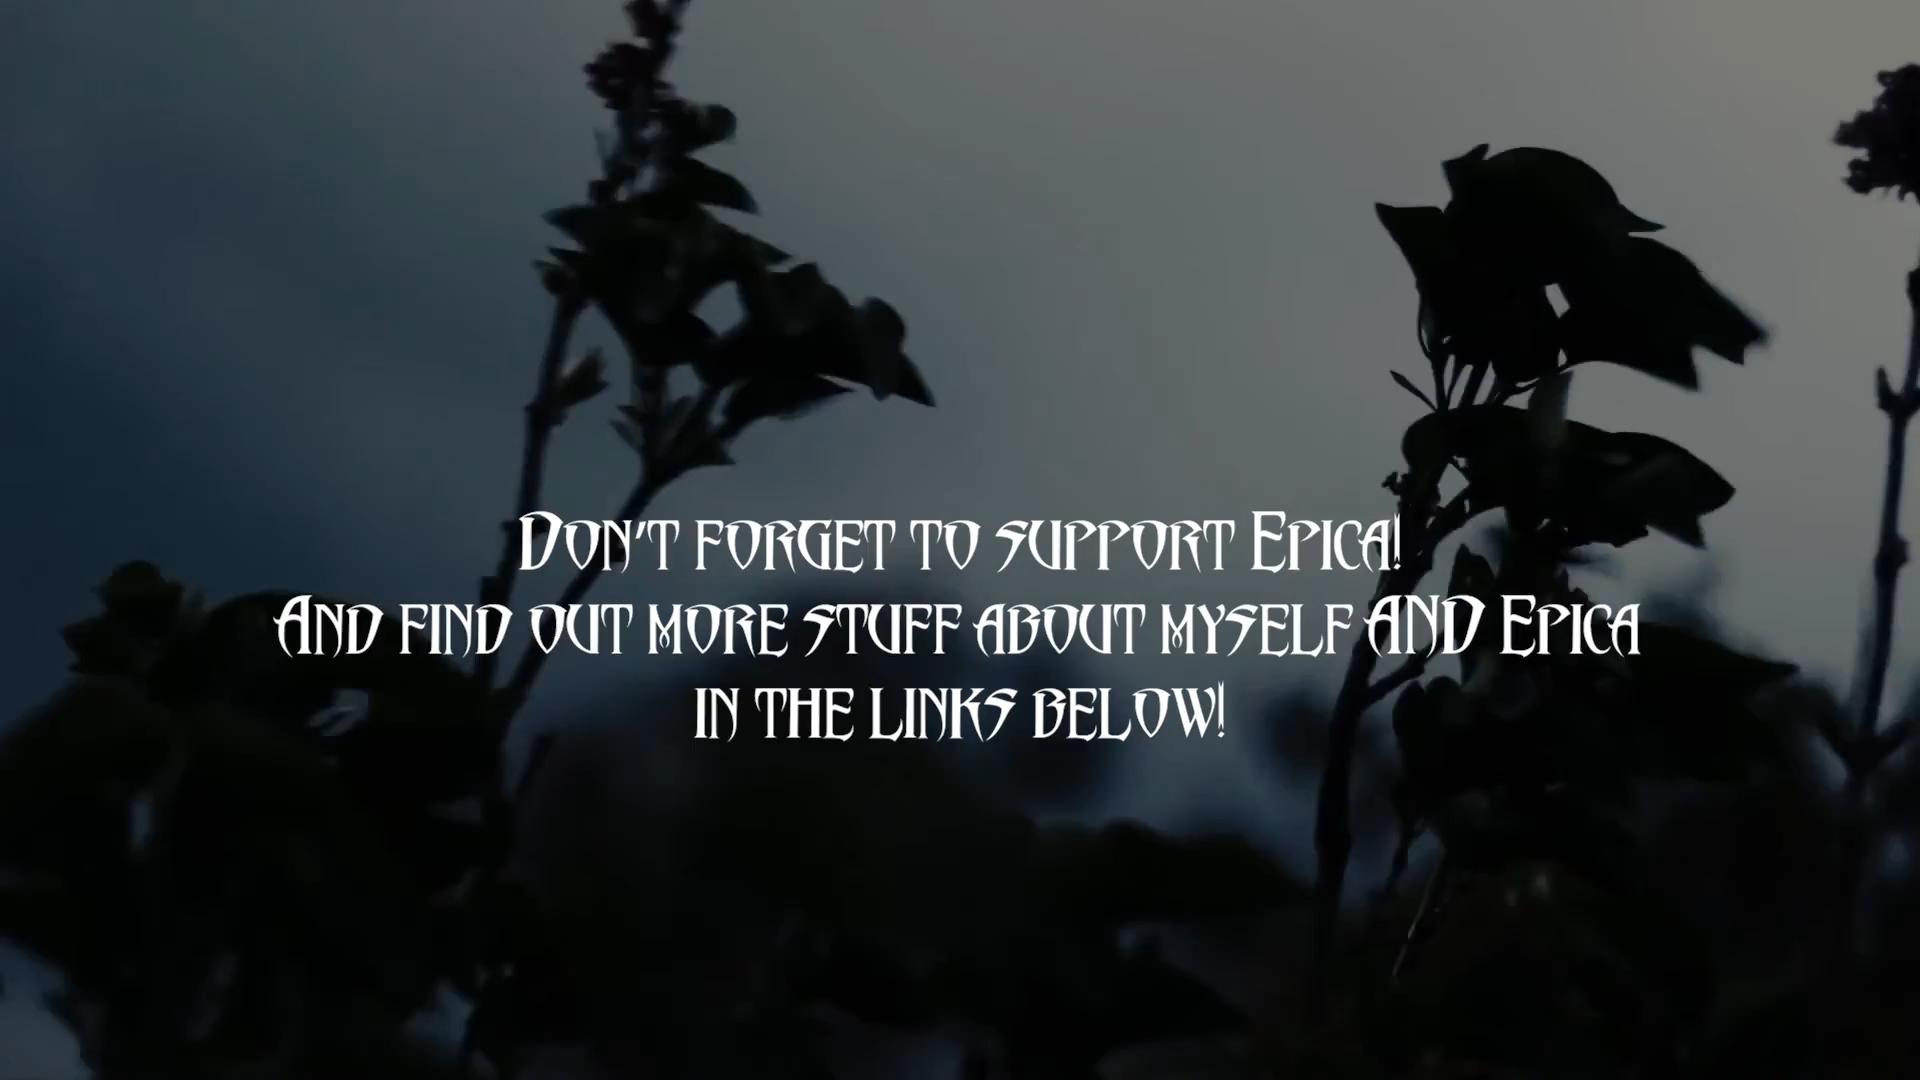 Don't forget to support Epica!
And find out more stuff about myself AND Epica
in the links below!